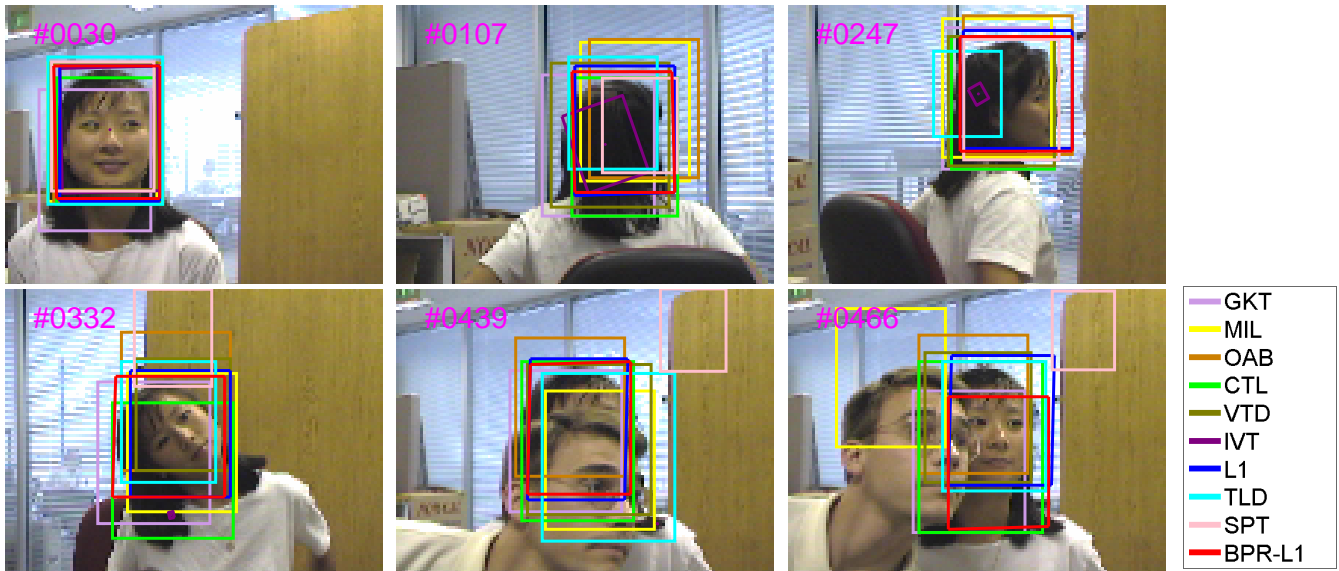 #0030
#0107
#0247
#0332
#0439
#0466
GKT
MIL
OAB
CTL
VTD
IVT
L1
TLD
SPT
BPR-L1